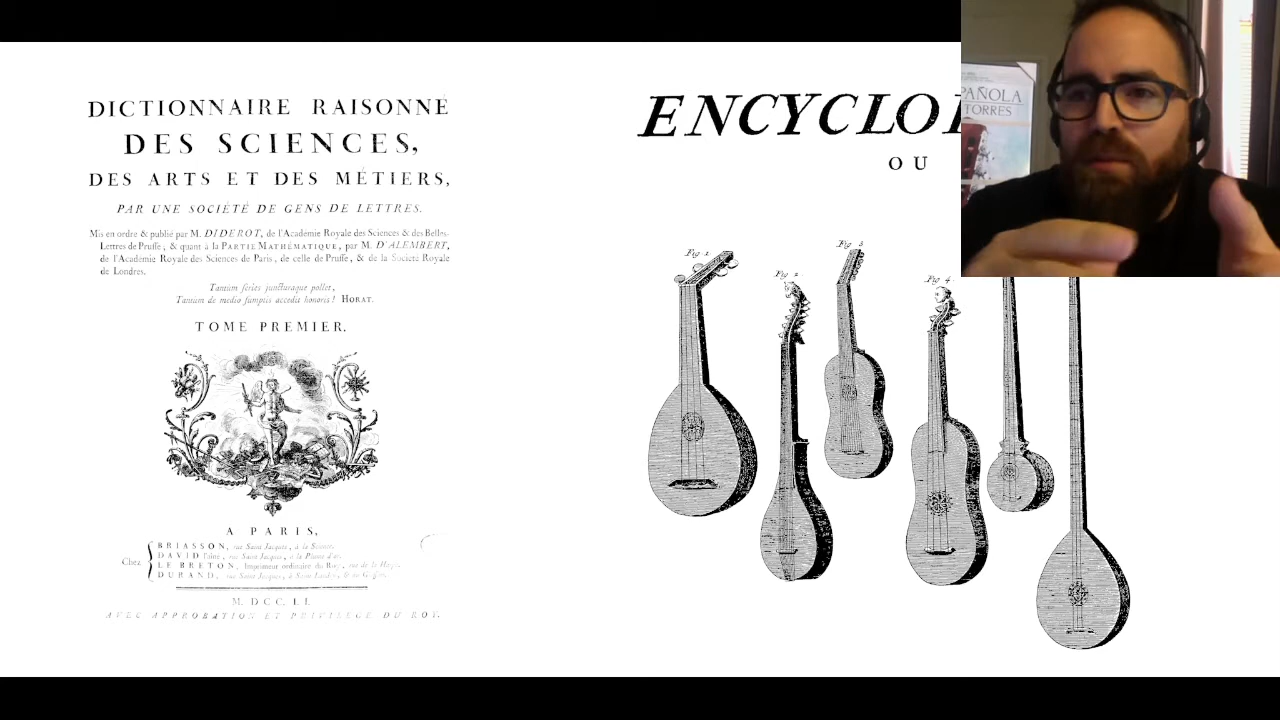 DICTIONNAIRE RAISONNÉ
DES SCIENCES,
DES ARTS ET DES MÉTIERS,
PAR UNE SOCIÉTÉ DE GENS DE LETTRES.
Mis en ordre & publié par M. DIDEROT, de l'Académie Royale des Sciences & des Belles-
Lettres de Prusse; & quant à la PARTIE MATHÉMATIQUE, par M. D'ALEMBERT,
de l'Académie Royale des Sciences de Paris, de celle de Prusse, & de la Société Royale
de Londres.
Tantùm series juncturaque pollet,
Tantùm de medio sumptis accedit honoris! HORAT.
TOME PREMIER.
A PARIS,
Chez
BRIASSON, rue Saint Jacques, à la Science.
DAVID l'aîné, rue Saint Jacques, à la Plume d'or.
LE BRETON, Imprimeur ordinaire du Roy, rue de la
DURAND, rue Saint Jacques, à Saint Landry, & au
M. DCC. LI.
AVEC APPROBATION ET PRIVILEGE DU ROY.
ENCYCLO
OU
Fig 1
Fig 2
Fig 3
Fig 4
PAÑOLA
TORRES